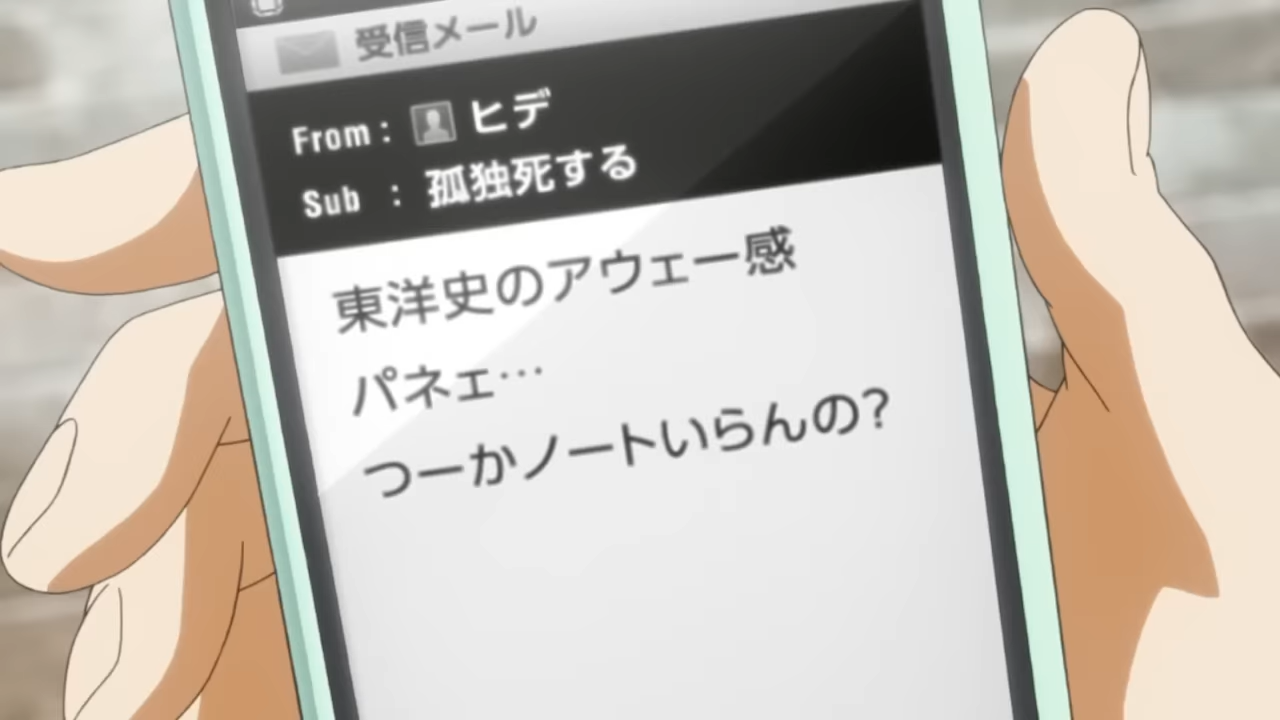 受信メール
From : ヒデ
Sub : 孤独死する
東洋史のアウェー感
パネェ…
つーかノートいらんの?